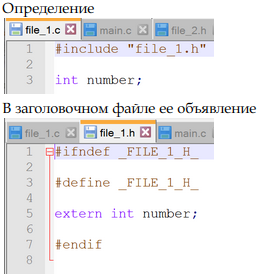 Определение
file_1.c main.c file_2.h
1 #include "file_1.h"
2
3 int number;
В заголовочном файле ее объявление
file_1.c file_1.h main.c
1 #ifndef _FILE_1_H_
2
3 #define _FILE_1_H_
4
5 extern int number;
6
7 #endif
8